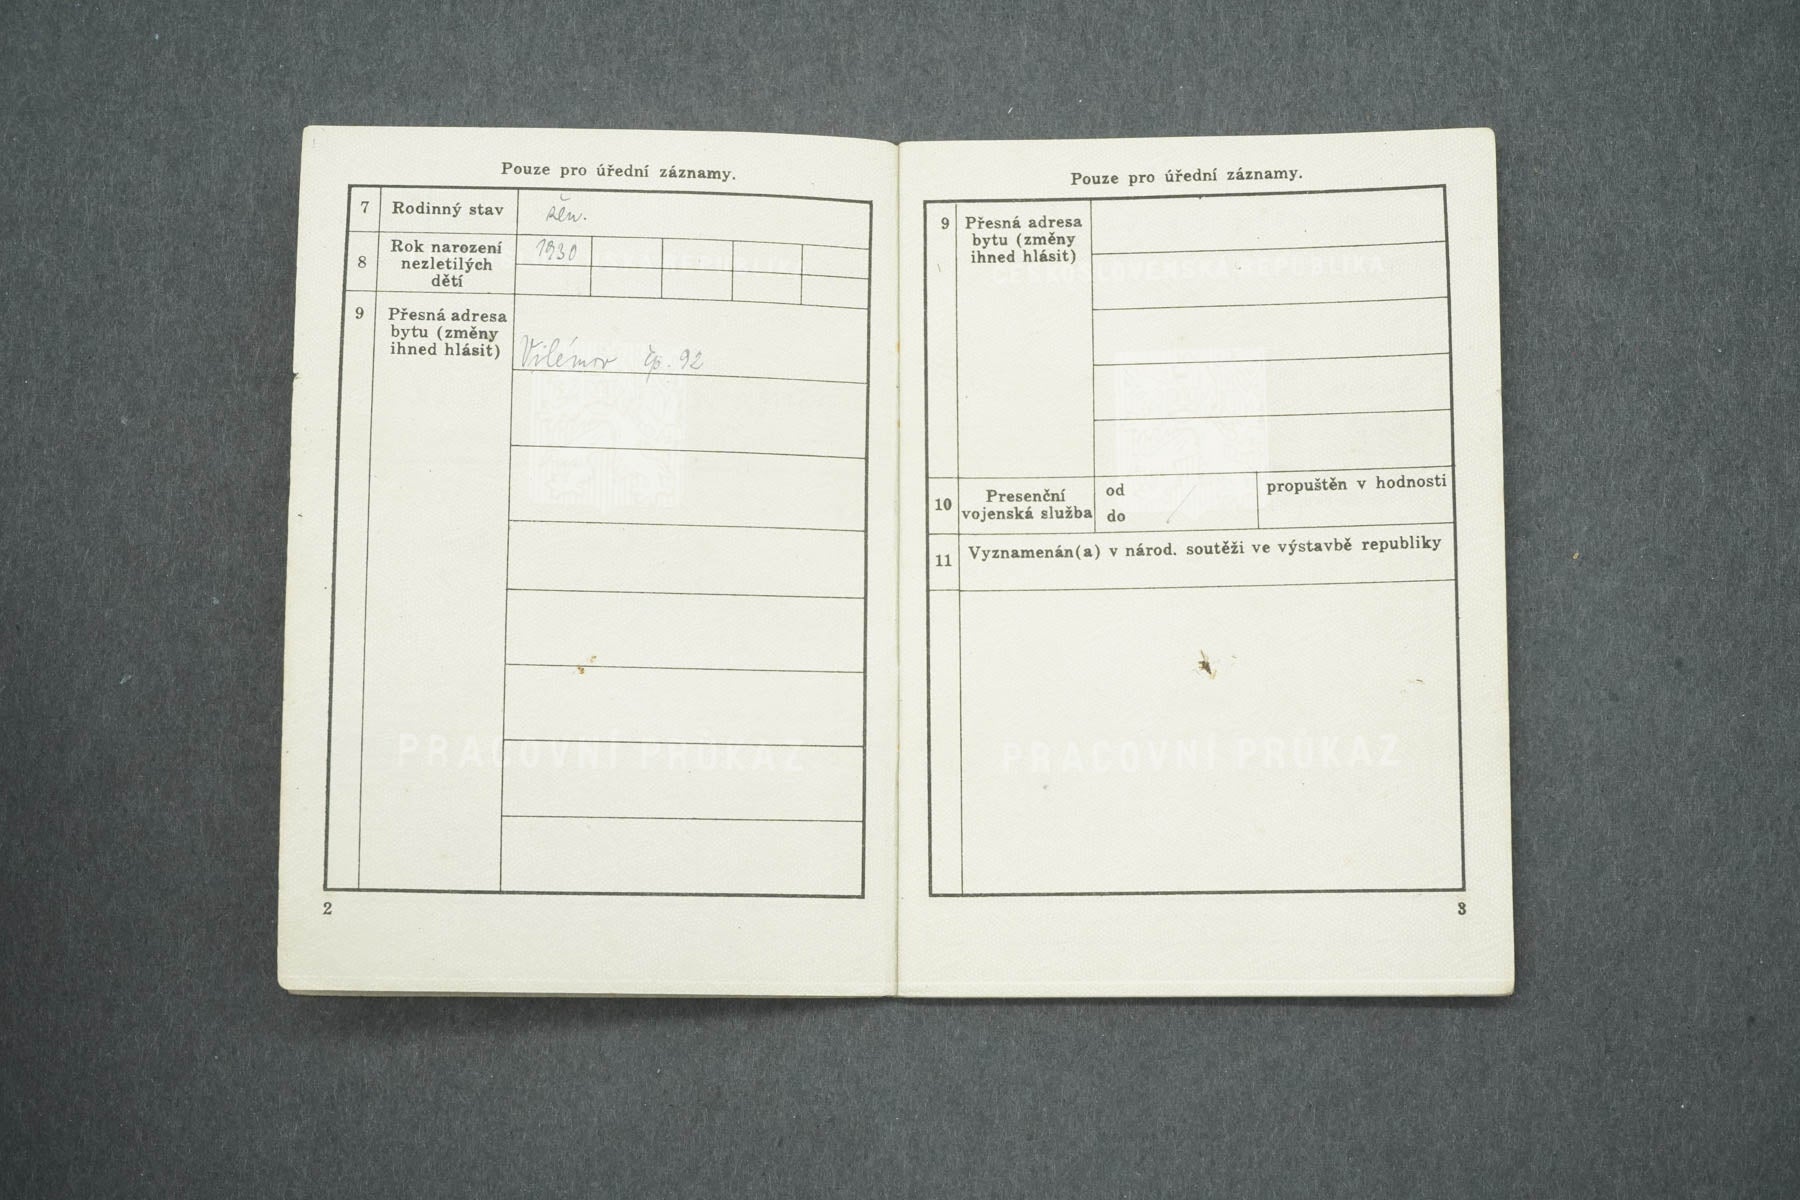 Pouze pro úřední záznamy.
7 Rodinný stav žen.
8 Rok narození nezletilých dětí 1930
9 Přesná adresa
bytu (změny
ihned hlásit)
Vilémov čp. 92
PRACOVNÍ PRŮKAZ
2
Pouze pro úřední záznamy.
9 Přesná adresa
bytu (změny
ihned hlásit)
ČESKOSLOVENSKÁ REPUBLIKA
10 Presenční
vojenská služba
od
do
propuštěn v hodnosti
11 Vyznamenán(a) v národ. soutěži ve výstavbě republiky
PRACOVNÍ PRŮKAZ
3